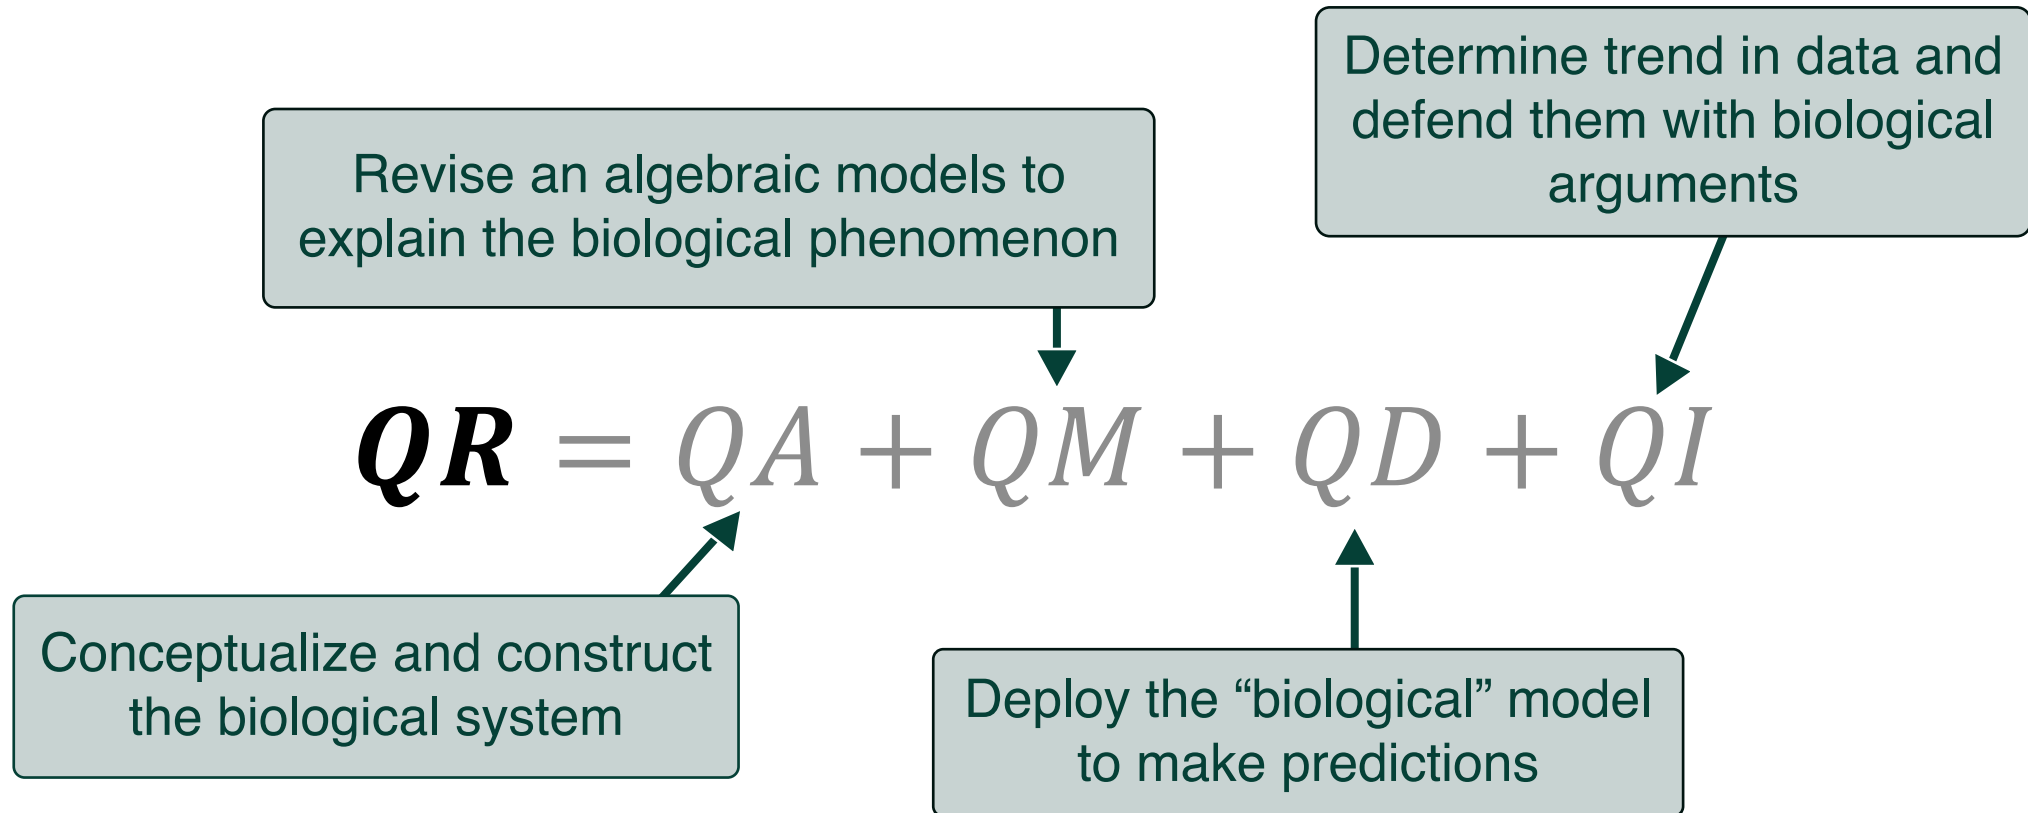 Determine trend in data and
defend them with biological
arguments
Revise an algebraic models to
explain the biological phenomenon
QR = QA + QM + QD + QI
Conceptualize and construct
the biological system
Deploy the “biological” model
to make predictions